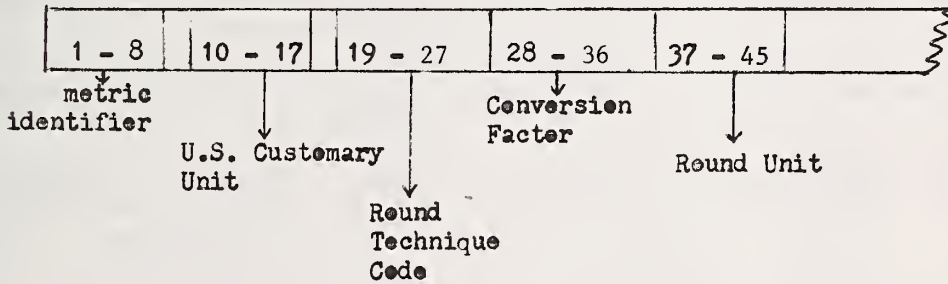 1 - 8 10 - 17 19 - 27 28 - 36 37 - 45
metric
identifier
U.S. Customary
Unit
Round
Technique
Code
Conversion
Factor
Round Unit